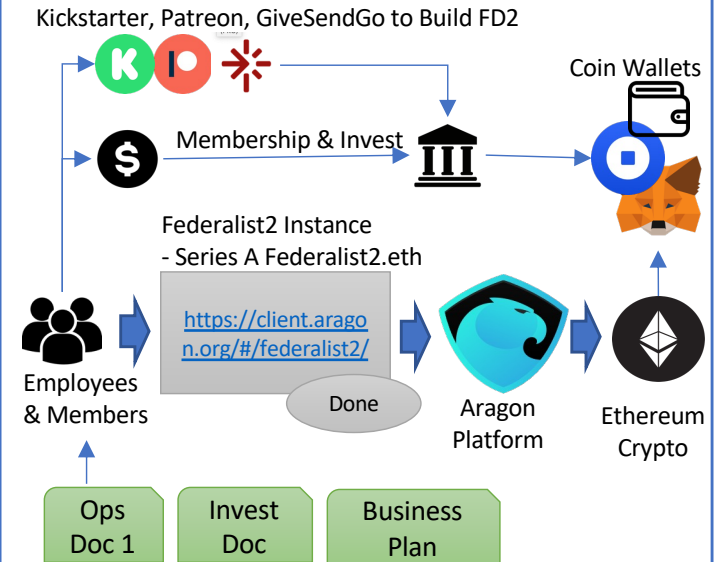 Kickstarter, Patreon, GiveSendGo to Build FD2
Coin Wallets
Membership & Invest
Federalist2 Instance
- Series A Federalist2.eth
https://client.arago
n.org/#/federalist2/
Done
Employees
& Members
Aragon
Platform
Ethereum
Crypto
Ops
Doc 1
Invest
Doc
Business
Plan